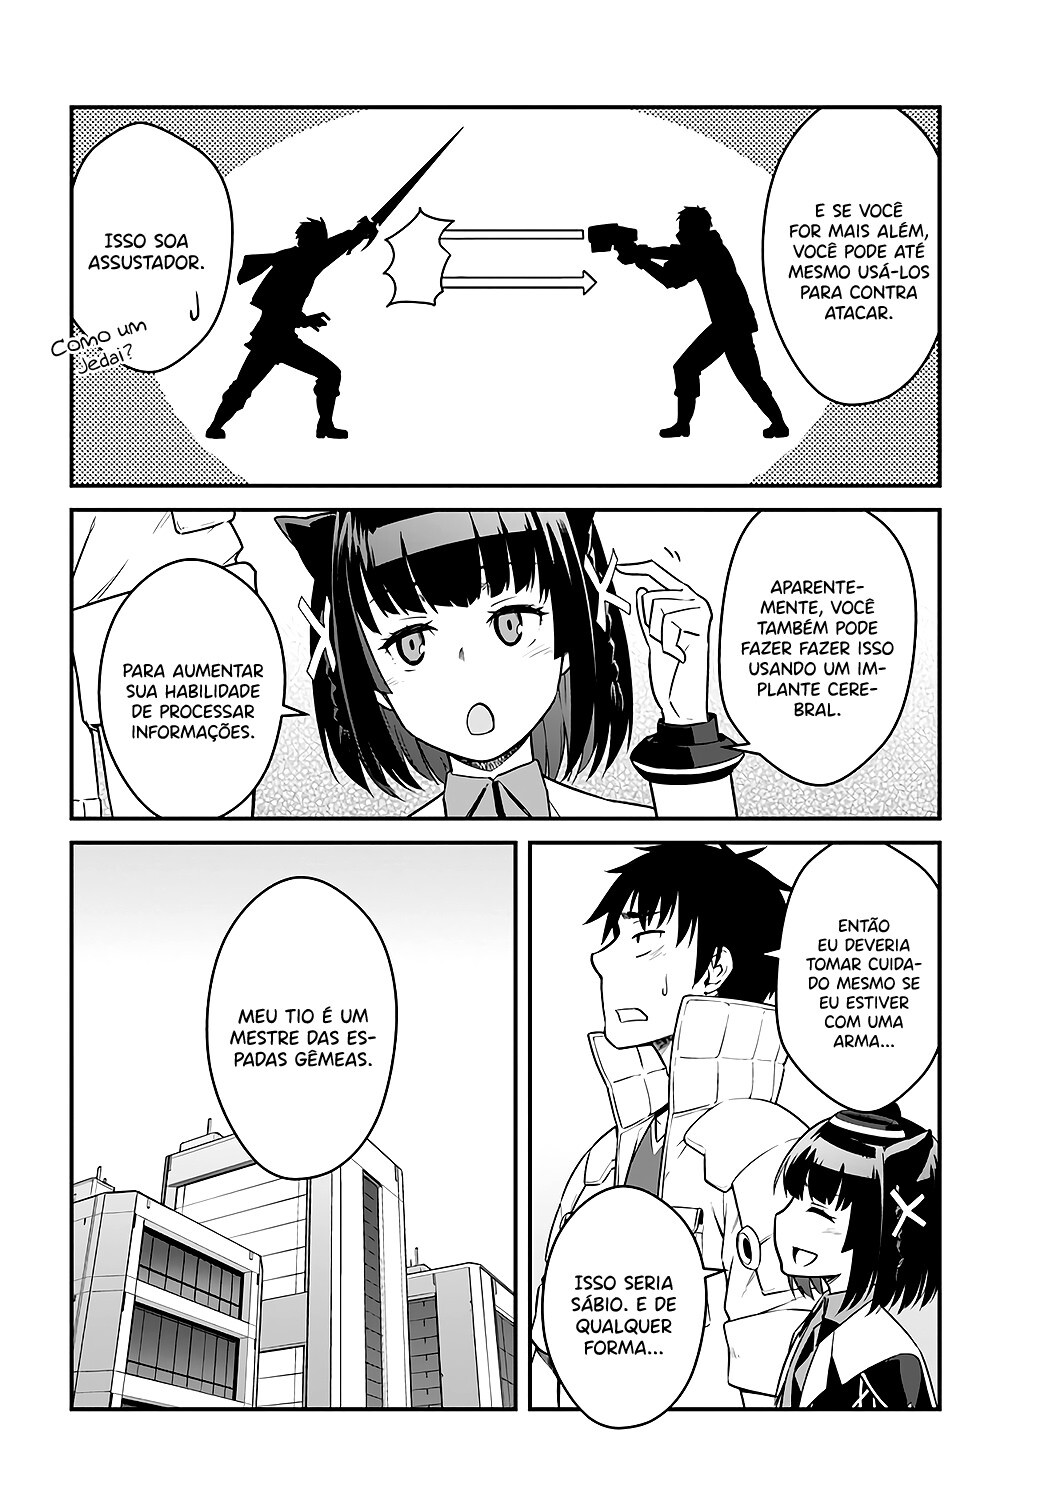 E SE VOCÊ
FOR MAIS ALÉM,
VOCÊ PODE ATÉ
MESMO USÁ-LOS
PARA CONTRA
ATACAR.
ISSO SOA
ASSUSTADOR.
Como um
Jedai?
APARENTE-
MENTE, VOCÊ
TAMBÉM PODE
FAZER FAZER ISSO
USANDO UM IM-
PLANTE CERE-
BRAL.
PARA AUMENTAR
SUA HABILIDADE
DE PROCESSAR
INFORMAÇÕES.
ENTÃO
EU DEVERIA
TOMAR CUIDA-
DO MESMO SE
EU ESTIVER
COM UMA
ARMA...
ISSO SERIA
SÁBIO. E DE
QUALQUER
FORMA...
MEU TIO É UM
MESTRE DAS ES-
PADAS GÊMEAS.